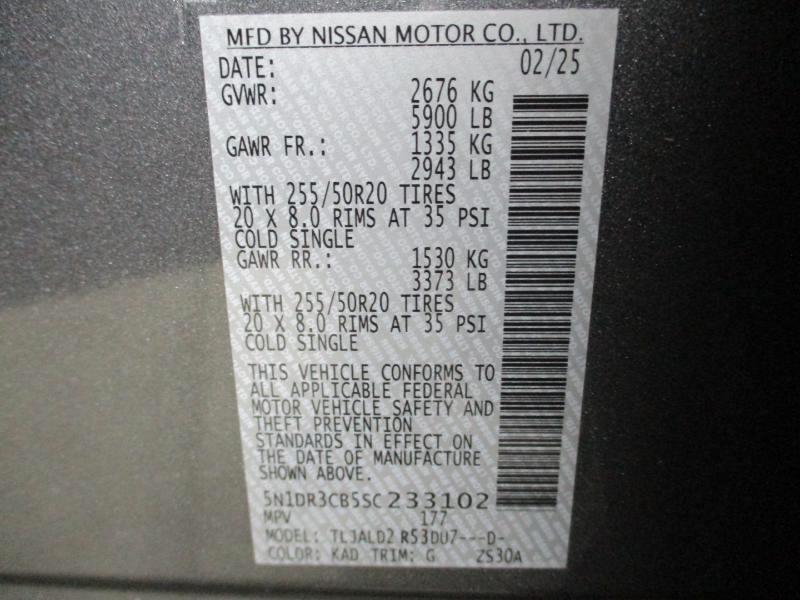 MFD BY NISSAN MOTOR CO., LTD.
DATE: 02/25
GVWR: 2676 KG
5900 LB
GAWR FR.: 1335 KG
2943 LB
WITH 255/50R20 TIRES
20 X 8.0 RIMS AT 35 PSI
COLD SINGLE
GAWR RR.: 1530 KG
3373 LB
WITH 255/50R20 TIRES
20 X 8.0 RIMS AT 35 PSI
COLD SINGLE
THIS VEHICLE CONFORMS TO
ALL APPLICABLE FEDERAL
MOTOR VEHICLE SAFETY AND
THEFT PREVENTION
STANDARDS IN EFFECT ON
THE DATE OF MANUFACTURE
SHOWN ABOVE.
5N1DR3CB5SC233102
MPV 177
MODEL: TLJALD2 R53DU7---D-
COLOR: KAD TRIM: G ZS30A